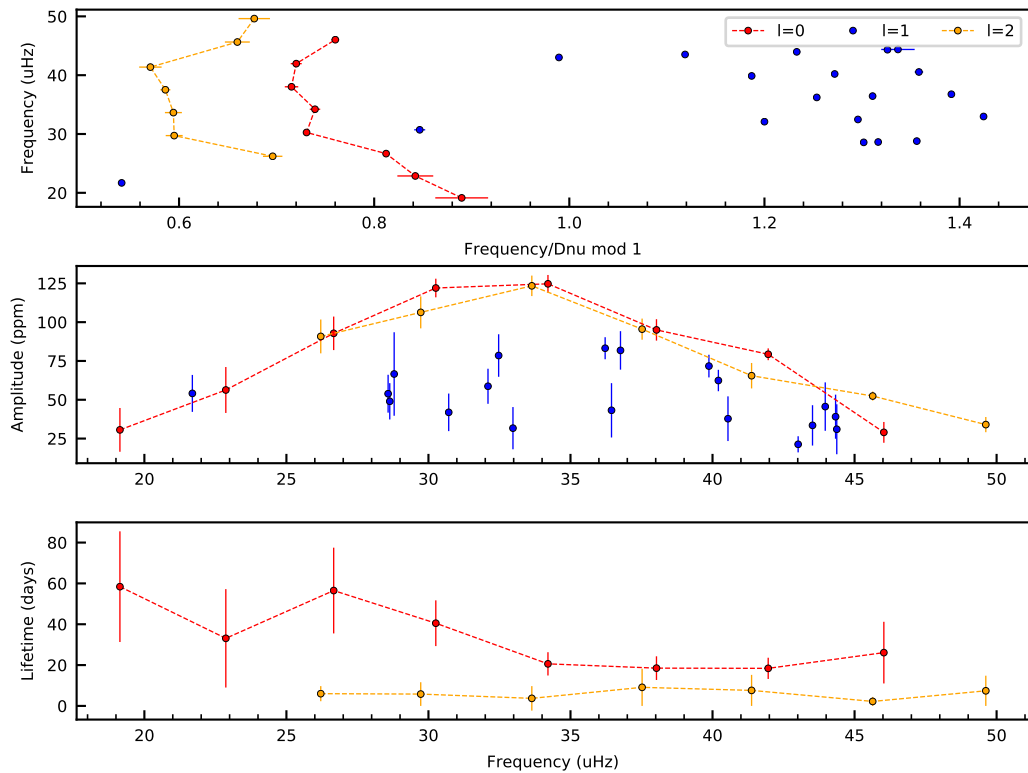 50
40
30
20
Frequency (uHz)
l=0 l=1 l=2
0.6 0.8 1.0 1.2 1.4
Frequency/Dnu mod 1
125
100
75
50
25
Amplitude (ppm)
20 25 30 35 40 45 50
80
60
40
20
0
Lifetime (days)
20 25 30 35 40 45 50
Frequency (uHz)